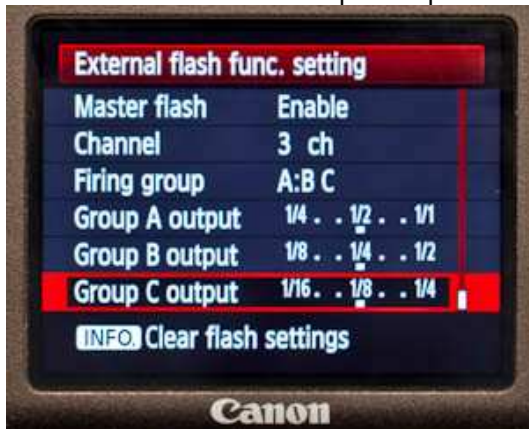 External flash func. setting
Master flash Enable
Channel 3 ch
Firing group A:B C
Group A output 1/4. . 1/2. . 1/1
Group B output 1/8. . 1/4. . 1/2
Group C output 1/16. . 1/8. . 1/4
INFO. Clear flash settings
Canon